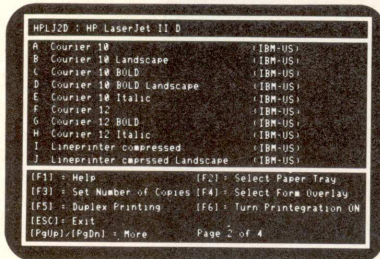 HPLJ2D : HP LaserJet II D
A Courier 10 (IBM-US)
B Courier 10 Landscape (IBM-US)
C Courier 10 BOLD (IBM-US)
D Courier 10 BOLD Landscape (IBM-US)
E Courier 10 Italic (IBM-US)
F Courier 12 (IBM-US)
G Courier 12 BOLD (IBM-US)
H Courier 12 Italic (IBM-US)
I Lineprinter compressed (IBM-US)
J Lineprinter cmprssed Landscape (IBM-US)
[F1] = Help [F2] = Select Paper Tray
[F3] = Set Number of Copies [F4] = Select Form Overlay
[F5] = Duplex Printing [F6] = Turn Printegration ON
[ESC] = Exit
[PgUp]/[PgDn] = More Page 2 of 4